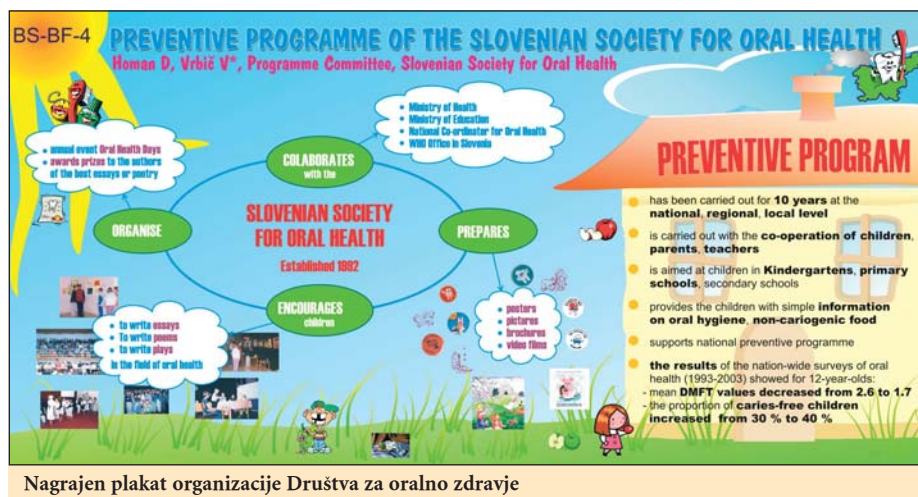 BS-BF-4
PREVENTIVE PROGRAMME OF THE SLOVENIAN SOCIETY FOR ORAL HEALTH
Homan D, Vrbič V*, Programme Committee, Slovenian Society for Oral Health
• annual event Oral Health Days
• awards prizes to the authors
of the best essays or poetry
• Ministry of Health
• Ministry of Education
• National Co-ordinator for Oral Health
• WHO Office in Slovenia
COLABORATES
with the
ORGANISE
SLOVENIAN SOCIETY
FOR ORAL HEALTH
Established 1992
PREPARES
ENCOURAGES
children
• to write essays
• To write poems
• to write plays
in the field of oral health
• posters
• pictures
• brochures
• video films
PREVENTIVE PROGRAM
has been carried out for 10 years at the
national, regional, local level
is carried out with the co-operation of children,
parents, teachers
is aimed at children in Kindergartens, primary
schools, secondary schools
provides the children with simple information
on oral hygiene, non-cariogenic food
supports national preventive programme
the results of the nation-wide surveys of oral
health (1993-2003) showed for 12-year-olds:
- mean DMFT values decreased from 2.6 to 1.7
- the proportion of caries-free children
increased from 30 % to 40 %
Nagrajen plakat organizacije Društva za oralno zdravje